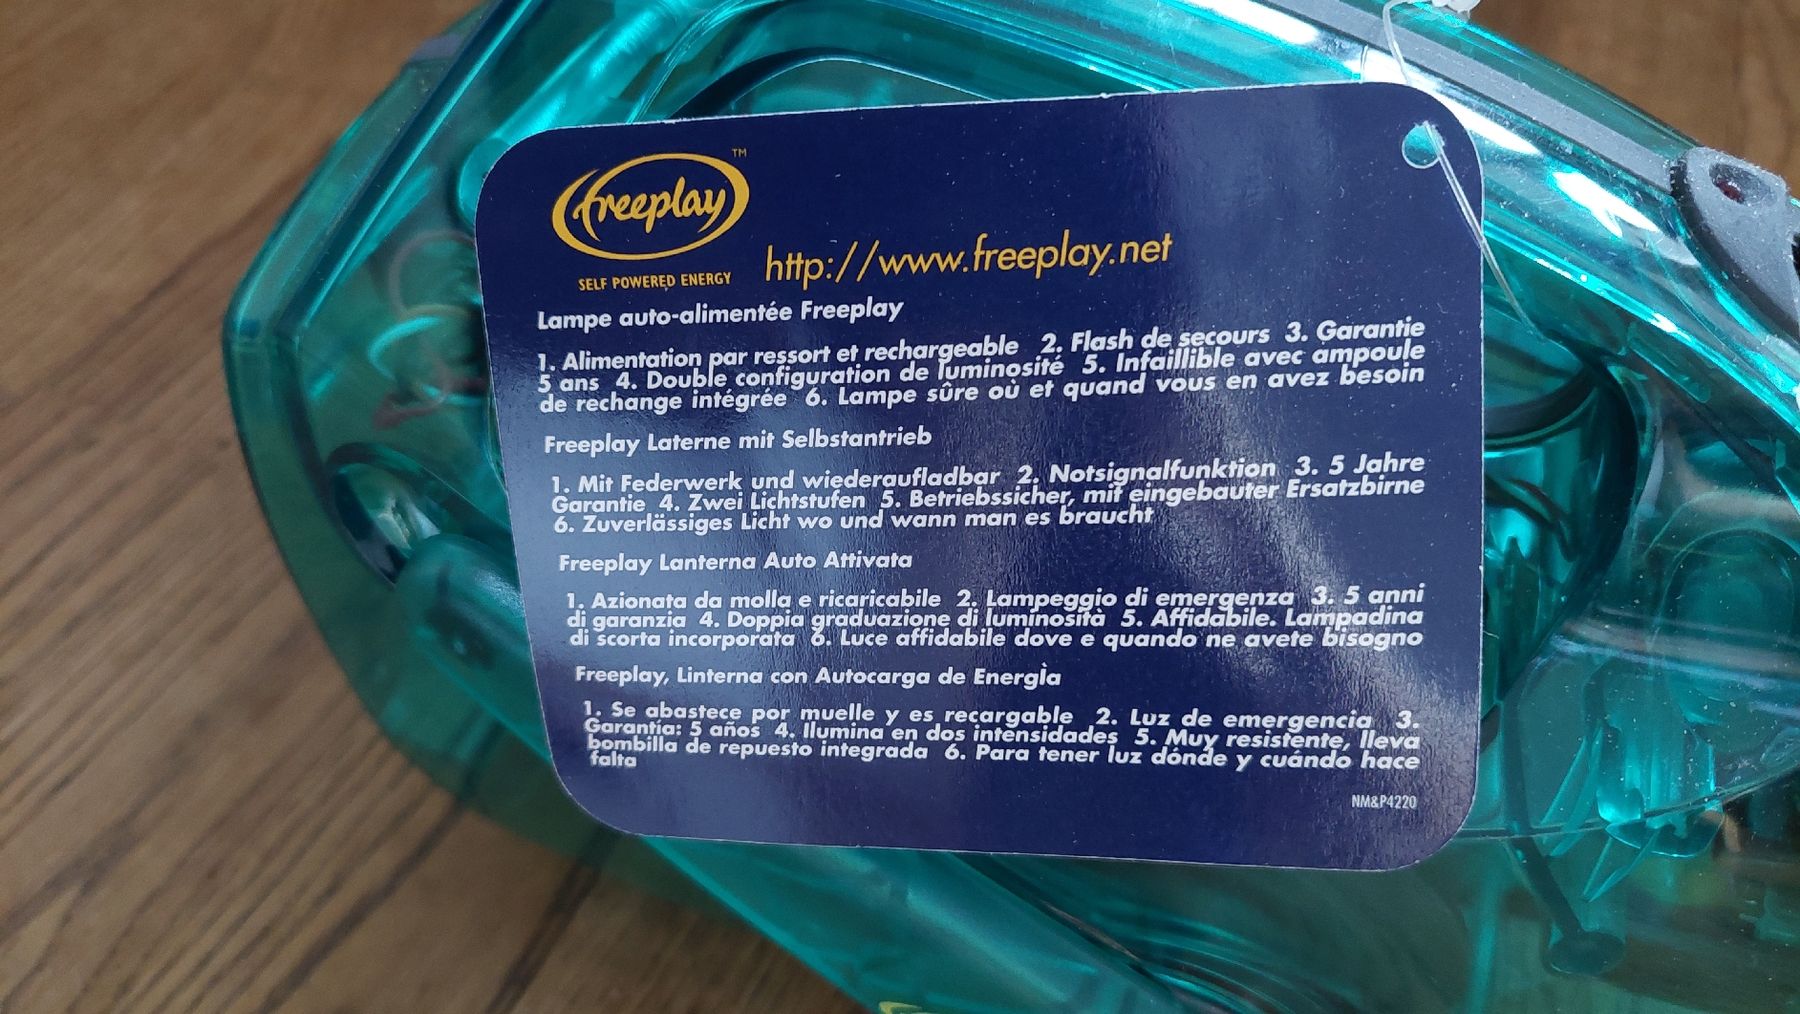 freeplay TM
SELF POWERED ENERGY
http://www.freeplay.net
Lampe auto-alimentée Freeplay
1. Alimentation par ressort et rechargeable 2. Flash de secours 3. Garantie
5 ans 4. Double configuration de luminosité 5. Infaillible avec ampoule
de rechange intégrée 6. Lampe sûre où et quand vous en avez besoin
Freeplay Laterne mit Selbstantrieb
1. Mit Federwerk und wiederaufladbar 2. Notsignalfunktion 3. 5 Jahre
Garantie 4. Zwei Lichtstufen 5. Betriebssicher, mit eingebauter Ersatzbirne
6. Zuverlässiges Licht wo und wann man es braucht
Freeplay Lanterna Auto Attivata
1. Azionata da molla e ricaricabile 2. Lampeggio di emergenza 3. 5 anni
di garanzia 4. Doppia graduazione di luminosità 5. Affidabile. Lampadina
di scorta incorporata 6. Luce affidabile dove e quando ne avete bisogno
Freeplay, Linterna con Autocarga de EnergÌa
1. Se abastece por muelle y es recargable 2. Luz de emergencia 3.
Garantía: 5 años 4. Ilumina en dos intensidades 5. Muy resistente, lleva
bombilla de repuesto integrada 6. Para tener luz dónde y cuándo hace
falta
NM&P4220